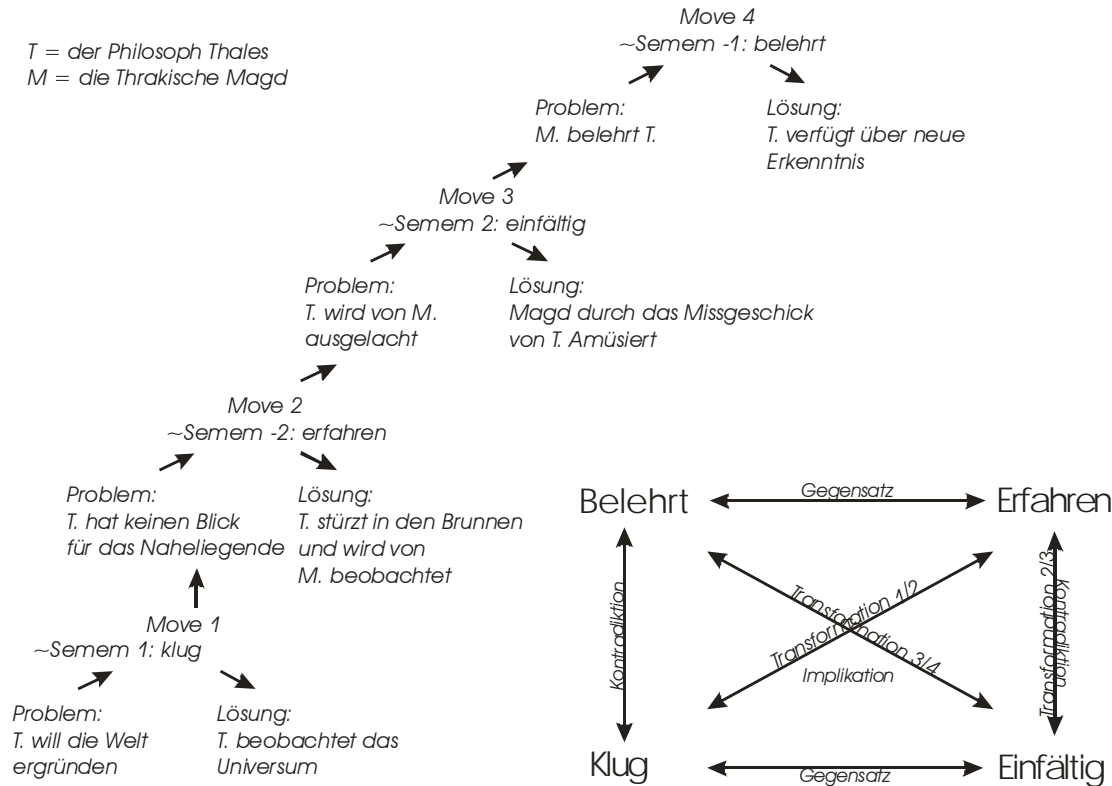 Move 4
~Semem -1: belehrt
T = der Philosoph Thales
M = die Thrakische Magd
Problem:
M. belehrt T.
Lösung:
T. verfügt über neue
Erkenntnis
Move 3
~Semem 2: einfältig
Problem:
T. wird von M.
ausgelacht
Lösung:
Magd durch das Missgeschick
von T. Amüsiert
Move 2
~Semem -2: erfahren
Problem:
T. hat keinen Blick
für das Naheliegende
Lösung:
T. stürzt in den Brunnen
und wird von
M. beobachtet
Move 1
~Semem 1: klug
Problem:
T. will die Welt
ergründen
Lösung:
T. beobachtet das
Universum
Belehrt
Gegensatz
Erfahren
Kontradiktion
Transformation 1/2
Transformation 3/4
Implikation
Transformation 2/3
Kontradiktion
Klug
Gegensatz
Einfältig